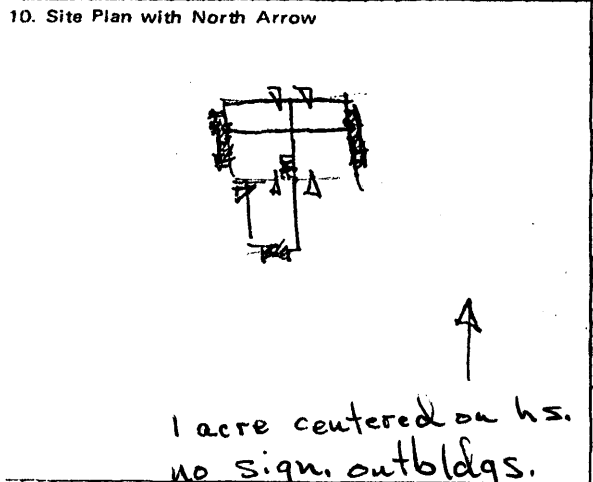 10. Site Plan with North Arrow
1 acre centered on hs.
no sign. outbldgs.